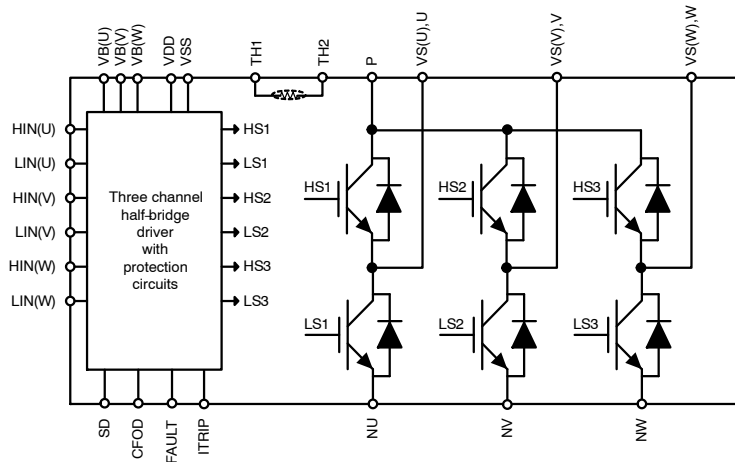 VB(U)
VB(V)
VB(W)
VDD
VSS
TH1
TH2
P
VS(U),U
VS(V),V
VS(W),W
HIN(U)
LIN(U)
HIN(V)
LIN(V)
HIN(W)
LIN(W)
Three channel
half-bridge
driver
with
protection
circuits
HS1
LS1
HS2
LS2
HS3
LS3
HS1
HS2
HS3
LS1
LS2
LS3
SD
CFOD
FAULT
ITRIP
NU
NV
NW